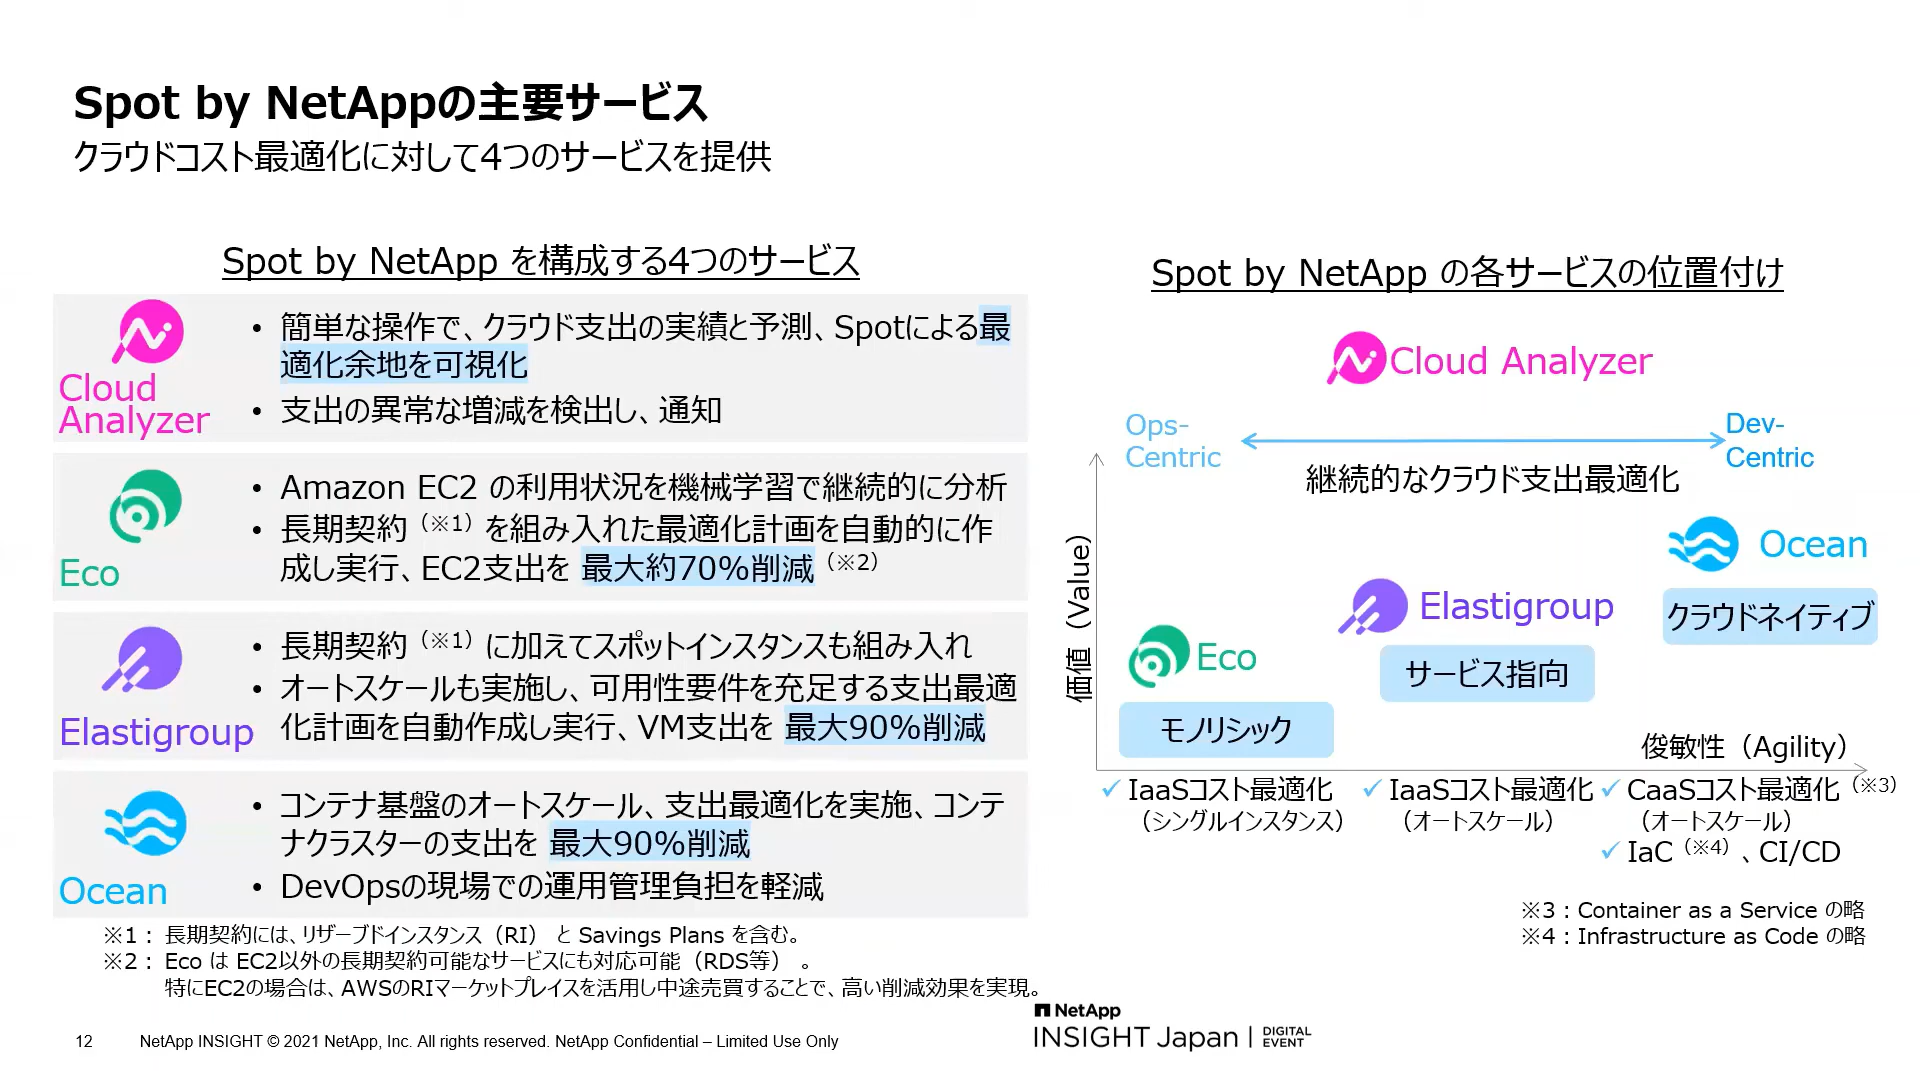 Spot by NetAppの主要サービス
クラウドコスト最適化に対して4つのサービスを提供
Spot by NetApp を構成する4つのサービス
Cloud
Analyzer
• 簡単な操作で、クラウド支出の実績と予測、Spotによる最
適化余地を可視化
• 支出の異常な増減を検出し、通知
Eco
• Amazon EC2 の利用状況を機械学習で継続的に分析
• 長期契約（※1）を組み入れた最適化計画を自動的に作
成し実行、EC2支出を 最大約70%削減（※2）
Elastigroup
• 長期契約（※1）に加えてスポットインスタンスも組み入れ
• オートスケールも実施し、可用性要件を充足する支出最適
化計画を自動作成し実行、VM支出を 最大90%削減
Ocean
• コンテナ基盤のオートスケール、支出最適化を実施、コンテ
ナクラスターの支出を 最大90%削減
• DevOpsの現場での運用管理負担を軽減
※1： 長期契約には、リザーブドインスタンス（RI） と Savings Plans を含む。
※2： Eco は EC2以外の長期契約可能なサービスにも対応可能（RDS等） 。
特にEC2の場合は、AWSのRIマーケットプレイスを活用し中途売買することで、高い削減効果を実現。
Spot by NetApp の各サービスの位置付け
Cloud Analyzer
Ops-
Centric
Dev-
Centric
継続的なクラウド支出最適化
価値（Value）
Ocean
クラウドネイティブ
Elastigroup
サービス指向
Eco
モノリシック
俊敏性（Agility）
✓ IaaSコスト最適化
（シングルインスタンス）
✓ IaaSコスト最適化
（オートスケール）
✓ CaaSコスト最適化（※3）
（オートスケール）
✓ IaC（※4）、CI/CD
※3：Container as a Service の略
※4：Infrastructure as Code の略
12 NetApp INSIGHT © 2021 NetApp, Inc. All rights reserved. NetApp Confidential – Limited Use Only
NetApp
INSIGHT Japan | DIGITAL
EVENT